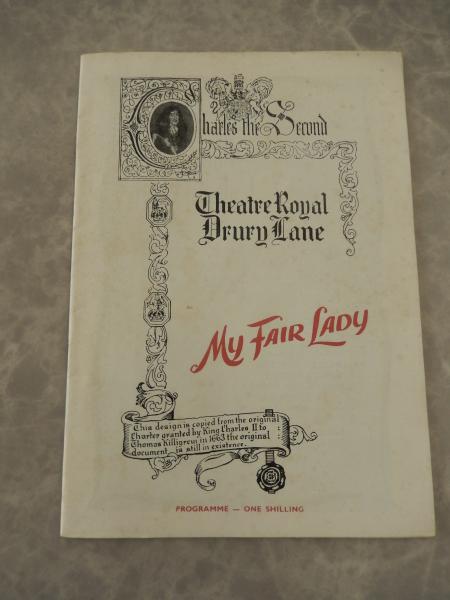 Charles the Second
Theatre Royal
Drury Lane
My Fair Lady
This design is copied from the original
Charter granted by King Charles II to :
Thomas Killigrew in 1663 the original :
document is still in existence.
PROGRAMME — ONE SHILLING